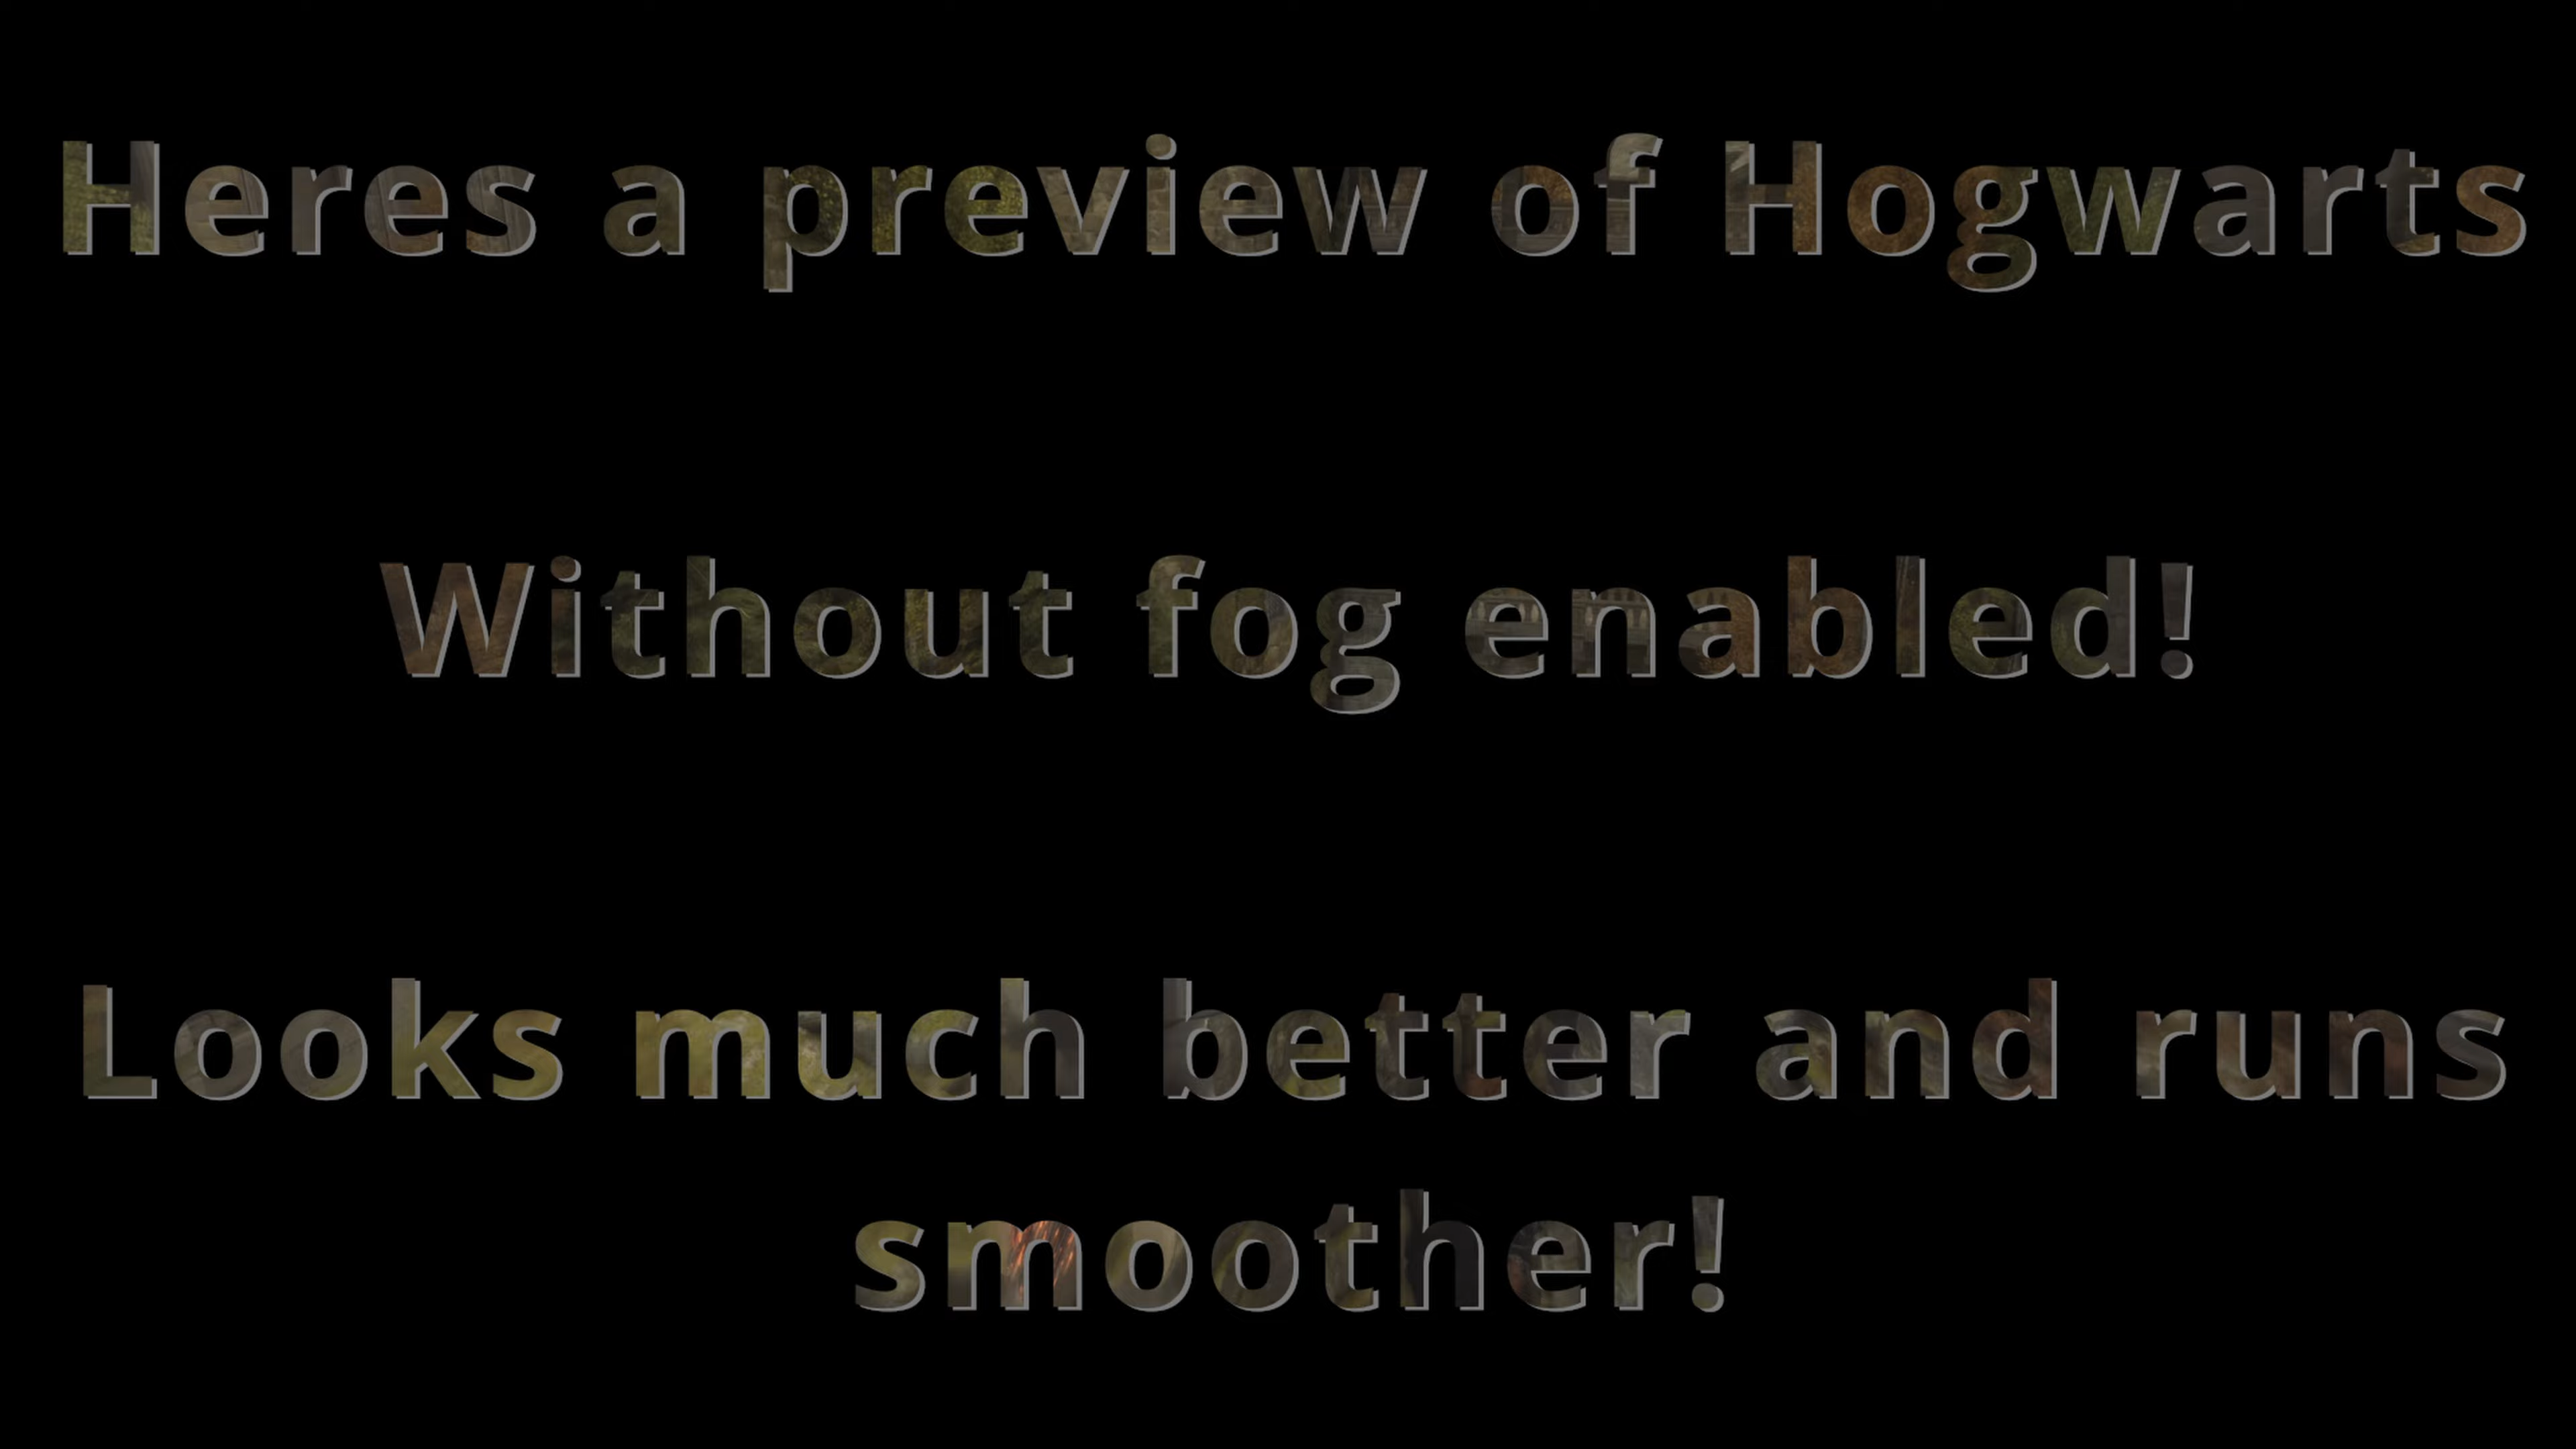 Heres a preview of Hogwarts
Without fog enabled!
Looks much better and runs
smoother!